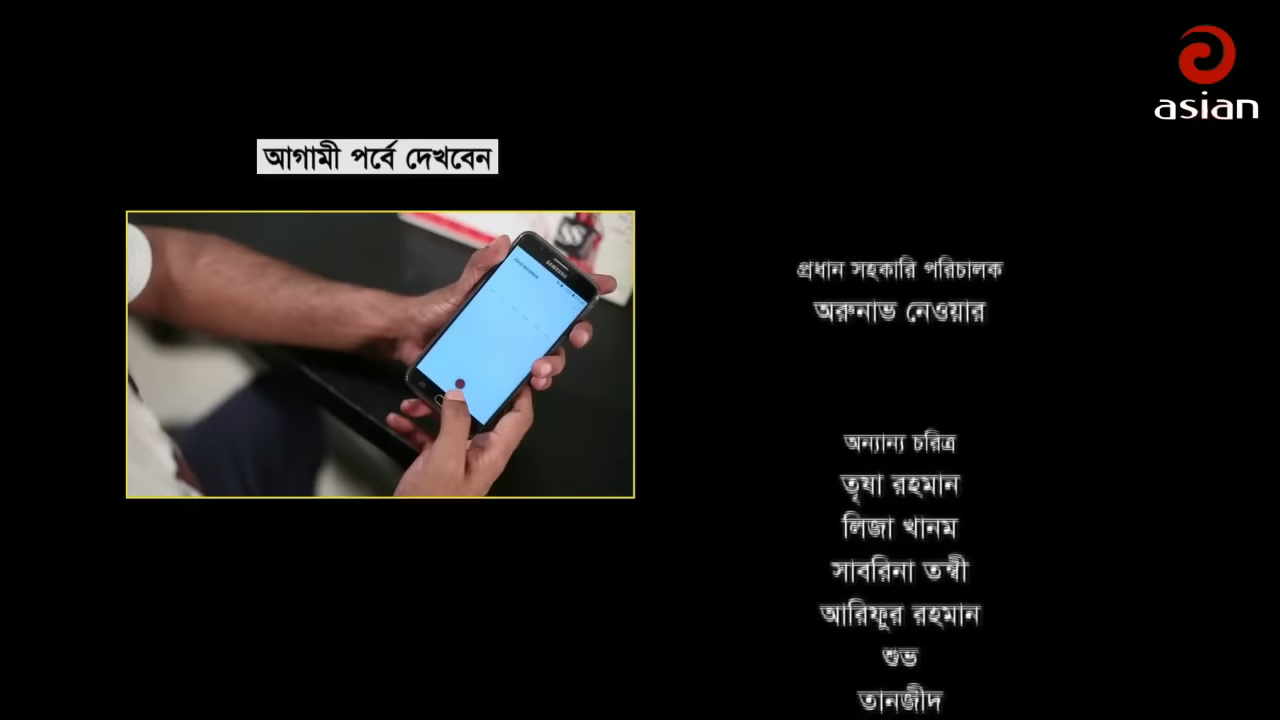 asian
আগামী পর্বে দেখবেন
SAMSUNG
প্রধান সহকারি পরিচালক
অরুনাভ নেওয়ার
অন্যান্য চরিত্র
তৃষা রহমান
লিজা খানম
সাবরিনা তন্বী
আরিফুর রহমান
শুভ
তানজীদ